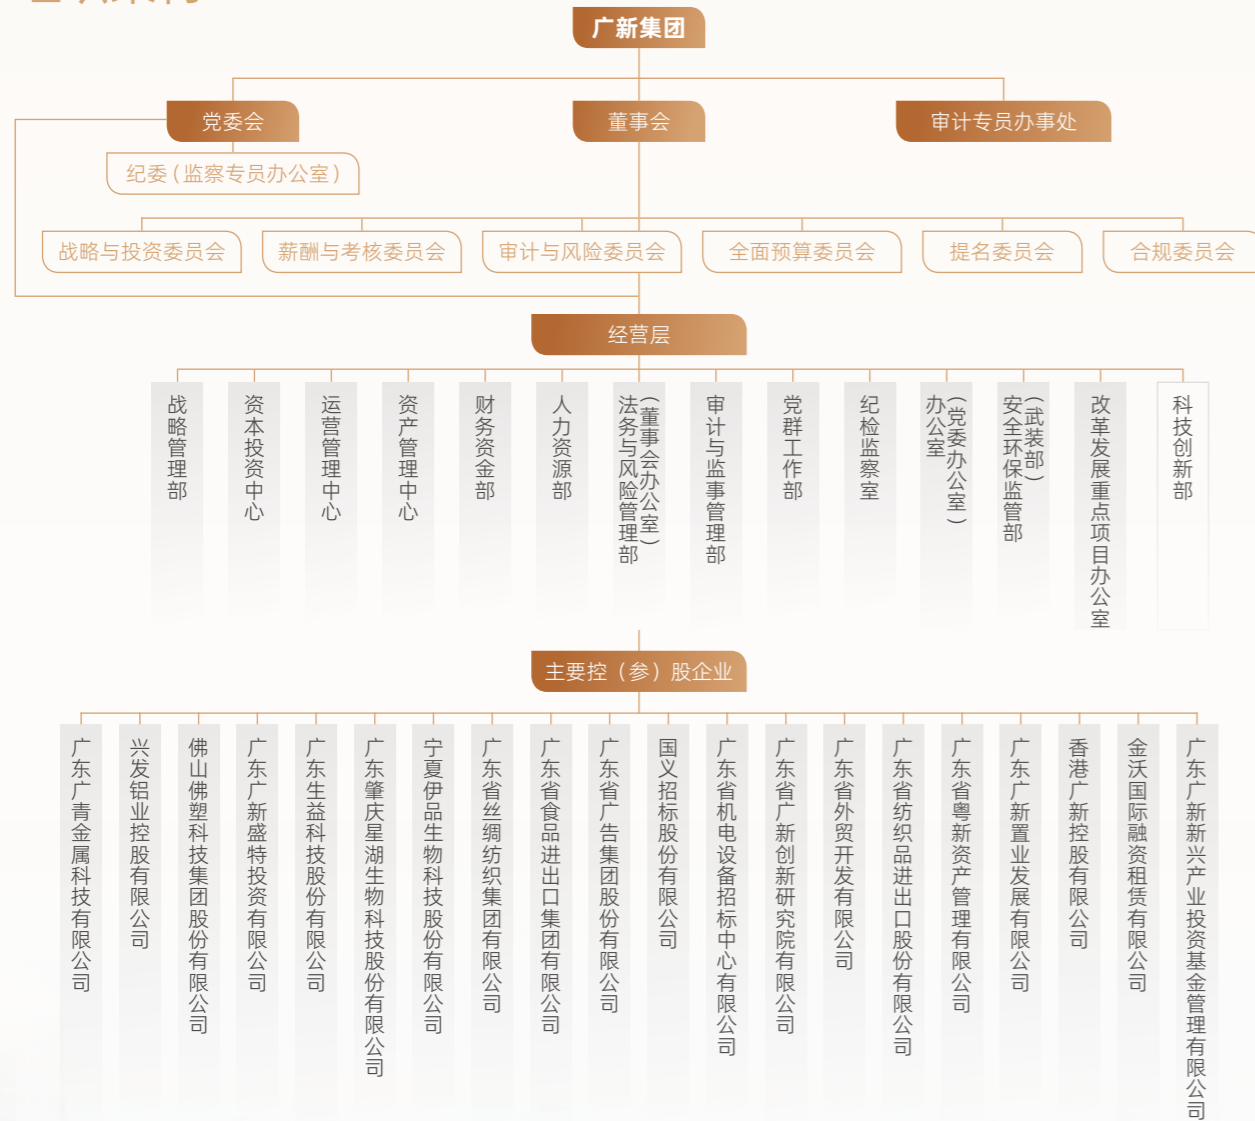 广新集团
党委会
董事会
审计专员办事处
纪委（监察专员办公室）
战略与投资委员会
薪酬与考核委员会
审计与风险委员会
全面预算委员会
提名委员会
合规委员会
经营层
战略管理部
资本投资中心
运营管理中心
资产管理中心
财务资金部
人力资源部
法务与风险管理部
（董事会办公室）
审计与监事管理部
党群工作部
纪检监察室
办公室
（党委办公室）
安全环保监管部
（武装部）
改革发展重点项目办公室
科技创新部
主要控（参）股企业
广东广青金属科技有限公司
兴发铝业控股有限公司
佛山佛塑科技集团股份有限公司
广东广新盛特投资有限公司
广东生益科技股份有限公司
广东肇庆星湖生物科技股份有限公司
宁夏伊品生物科技股份有限公司
广东省丝绸纺织集团有限公司
广东省食品进出口集团有限公司
广东省广告集团股份有限公司
国义招标股份有限公司
广东省机电设备招标中心有限公司
广东省广新创新研究院有限公司
广东省外贸开发有限公司
广东省纺织品进出口股份有限公司
广东省粤新资产管理有限公司
广东广新置业发展有限公司
香港广新控股有限公司
金沃国际融资租赁有限公司
广东广新新兴产业投资基金管理有限公司